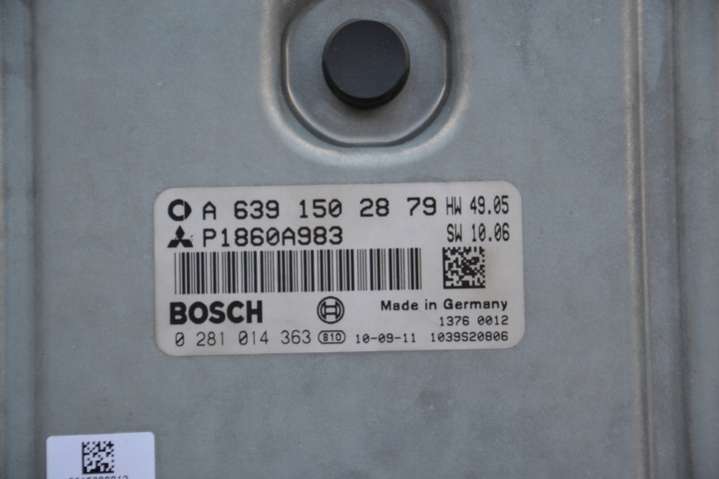 A 639 150 28 79 HW 49.05
P1860A983 SW 10.06
BOSCH Made in Germany
1376 0012
0 281 014 363 B10 10-09-11 1039S20806